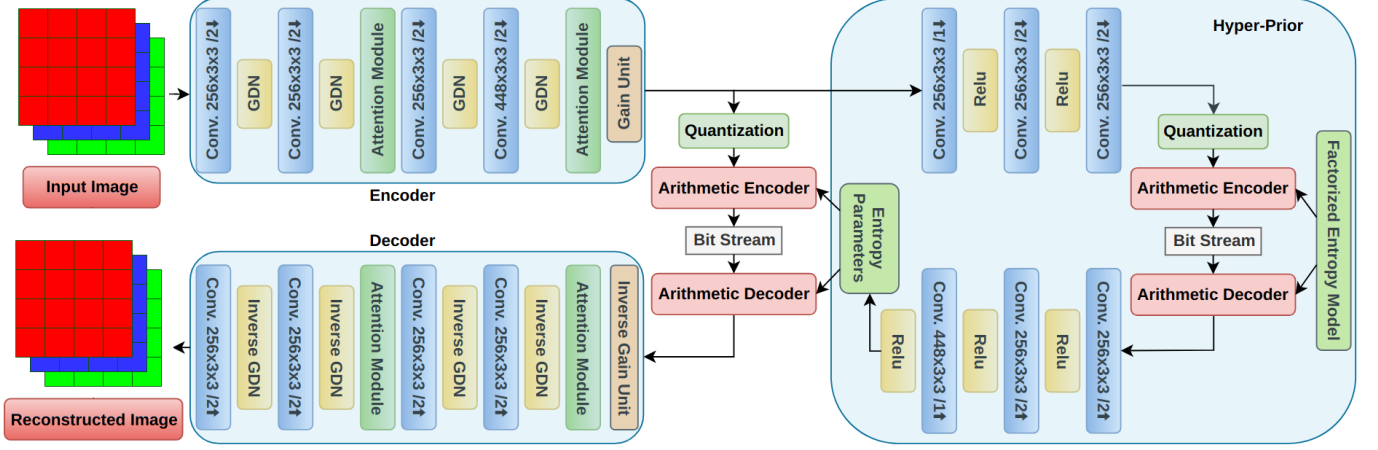 Input Image
Conv. 256x3x3 /2⬇
GDN
Conv. 256x3x3 /2⬇
GDN
Attention Module
Conv. 256x3x3 /2⬇
GDN
Conv. 448x3x3 /2⬇
GDN
Attention Module
Gain Unit
Encoder
Quantization
Arithmetic Encoder
Bit Stream
Arithmetic Decoder
Entropy
Parameters
Hyper-Prior
Conv. 256x3x3 /1⬇
Relu
Conv. 256x3x3 /2⬇
Relu
Conv. 256x3x3 /2⬇
Quantization
Arithmetic Encoder
Bit Stream
Arithmetic Decoder
Factorized Entropy Model
Conv. 256x3x3 /2⬆
Relu
Conv. 256x3x3 /2⬆
Relu
Conv. 448x3x3 /1⬆
Relu
Decoder
Inverse Gain Unit
Attention Module
Inverse GDN
Conv. 256x3x3 /2⬆
Inverse GDN
Conv. 256x3x3 /2⬆
Attention Module
Inverse GDN
Conv. 256x3x3 /2⬆
Inverse GDN
Conv. 256x3x3 /2⬆
Reconstructed Image